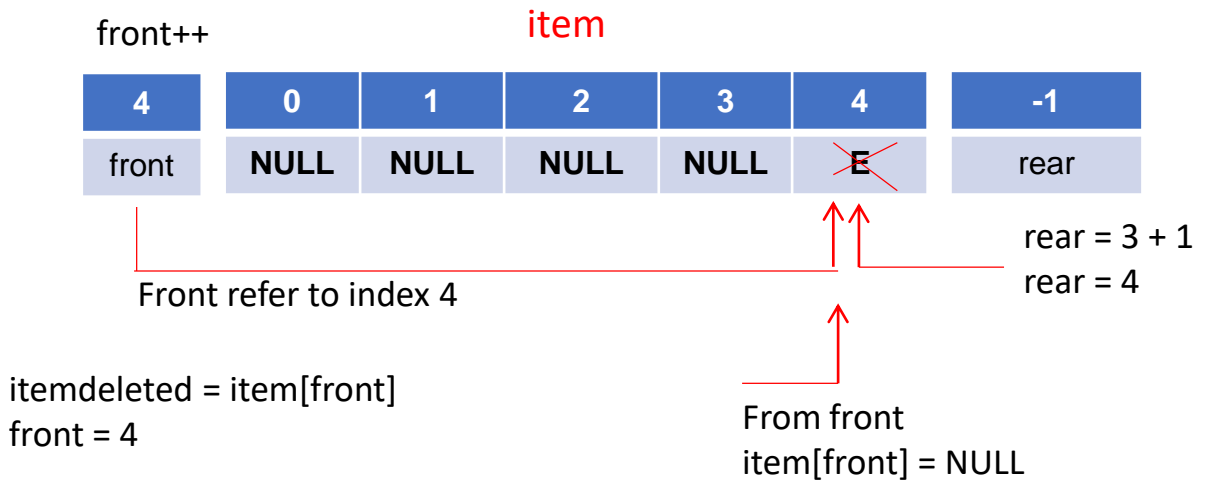 front++
item
4 0 1 2 3 4 -1
front NULL NULL NULL NULL E rear
rear = 3 + 1
rear = 4
Front refer to index 4
itemdeleted = item[front]
front = 4
From front
item[front] = NULL